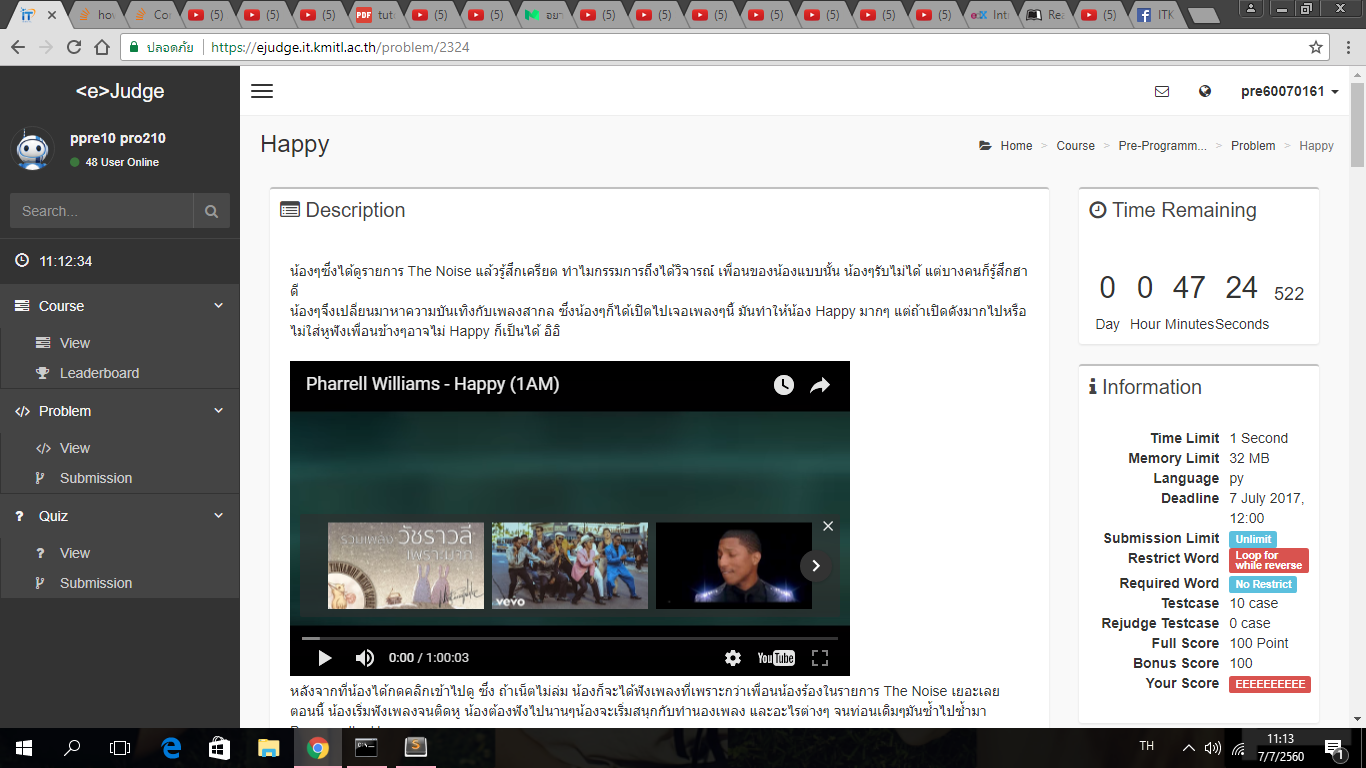 how
Cor
(5)
(5)
(5)
PDF tuto
(5)
(5)
อยา
(5)
(5)
(5)
(5)
(5)
(5)
(5)
Intr
Rea
(5)
ITK
ปลอดภัย https://ejudge.it.kmitl.ac.th/problem/2324
<e>Judge
pre60070161
ppre10 pro210
48 User Online
Search...
11:12:34
Course
View
Leaderboard
Problem
View
Submission
Quiz
View
Submission
Happy
Home > Course > Pre-Programm... > Problem > Happy
Description
น้องๆซึ่งได้ดูรายการ The Noise แล้วรู้สึกเครียด ทำไมกรรมการถึงได้วิจารณ์ เพื่อนของน้องแบบนั้น น้องๆรับไม่ได้ แต่บางคนก็รู้สึกฮา
ดี
น้องๆจึงเปลี่ยนมาหาความบันเทิงกับเพลงสากล ซึ่งน้องๆก็ได้เปิดไปเจอเพลงๆนี้ มันทำให้น้อง Happy มากๆ แต่ถ้าเปิดดังมากไปหรือ
ไม่ใส่หูฟังเพื่อนข้างๆอาจไม่ Happy ก็เป็นได้ อิอิ
Pharrell Williams - Happy (1AM)
รวมเพลง วัชราวลี
เพราะมาก
vevo
0:00 / 1:00:03
YouTube
หลังจากที่น้องได้กดคลิกเข้าไปดู ซึ่ง ถ้าเน็ตไม่ล่ม น้องก็จะได้ฟังเพลงที่เพราะกว่าเพื่อนน้องร้องในรายการ The Noise เยอะเลย
ตอนนี้ น้องเริ่มฟังเพลงจนติดหู น้องต้องฟังไปนานๆน้องจะเริ่มสนุกกับทำนองเพลง และอะไรต่างๆ จนท่อนเดิมๆมันซ้ำไปซ้ำมา
Time Remaining
0 0 47 24 522
Day Hour Minutes Seconds
Information
Time Limit 1 Second
Memory Limit 32 MB
Language py
Deadline 7 July 2017,
12:00
Submission Limit Unlimit
Restrict Word Loop for
while reverse
Required Word No Restrict
Testcase 10 case
Rejudge Testcase 0 case
Full Score 100 Point
Bonus Score 100
Your Score EEEEEEEEEE
TH
11:13
7/7/2560
1